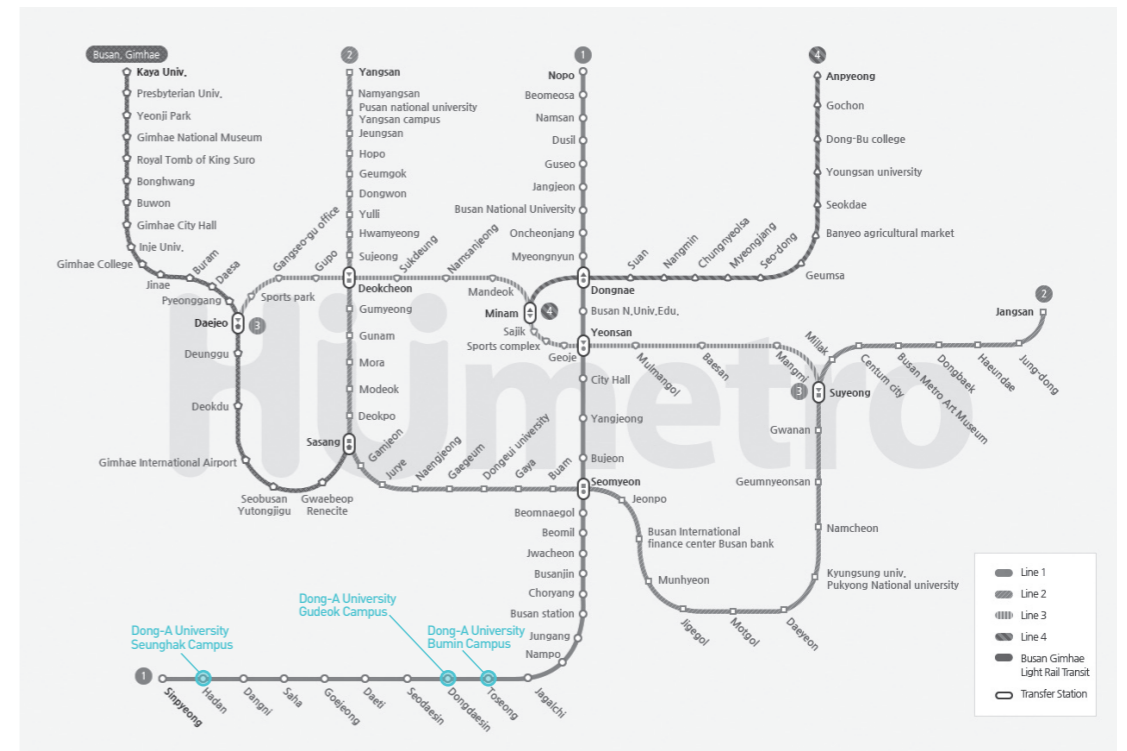 Busan, Gimhae
Kaya Univ.
Presbyterian Univ.
Yeonji Park
Gimhae National Museum
Royal Tomb of King Suro
Bonghwang
Buwon
Gimhae City Hall
Inje Univ.
Gimhae College
Jinae
Buram
Daesa
Pyeonggang
Daejeo
3
Deunggu
Deokdu
Gimhae International Airport
Seobusan
Yutongjigu
Gwaebeop
Renecite
Gangseo-gu office
Sports park
Gupo
2
Yangsan
Namyangsan
Pusan national university
Yangsan campus
Jeungsan
Hopo
Geumgok
Dongwon
Yulli
Hwamyeong
Sujeong
Deokcheon
Gumyeong
Gunam
Mora
Modeok
Deokpo
Sasang
Sukdeung
Namsanjeong
Mandeok
Minam
4
Sajik
Sports complex
Geoje
Gamjeon
Jurye
Naengjeong
Gaegeum
Dongeui university
Gaya
Buam
1
Nopo
Beomeosa
Namsan
Dusil
Guseo
Jangjeon
Busan National University
Oncheonjang
Myeongnyun
Dongnae
Busan N.Univ.Edu.
Yeonsan
City Hall
Yangjeong
Bujeon
Seomyeon
Beomnaegol
Beomil
Jwacheon
Busanjin
Choryang
Busan station
Jungang
Nampo
4
Anpyeong
Gochon
Dong-Bu college
Youngsan university
Seokdae
Banyeo agricultural market
Geumsa
Seo-dong
Myeongjang
Chungnyeolsa
Nangmin
Suan
Mulmangol
Baesan
Mangmi
3
Suyeong
Millak
Centum city
Busan Metro Art Museum
Dongbaek
Haeundae
Jung-dong
2
Jangsan
Gwanan
Geumnyeonsan
Namcheon
Kyungsung univ.
Pukyong National university
Daeyeon
Motgol
Jigegol
Munhyeon
Busan International
finance center Busan bank
Jeonpo
Humetro
Dong-A University
Seunghak Campus
Dong-A University
Gudeok Campus
Dong-A University
Bumin Campus
1
Sinpyeong
Hadan
Dangni
Saha
Goejeong
Daeti
Seodaesin
Dongdaesin
Toseong
Jagalchi
Line 1
Line 2
Line 3
Line 4
Busan Gimhae
Light Rail Transit
Transfer Station